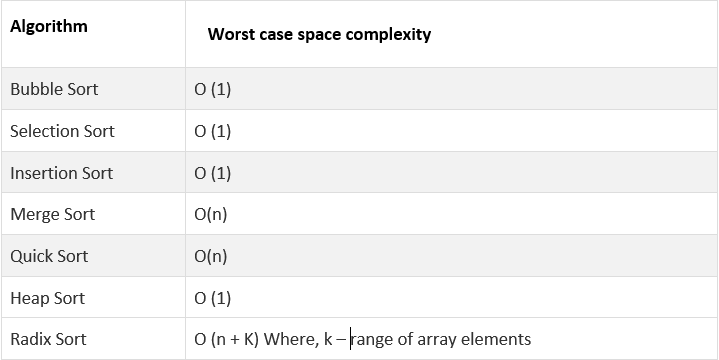 Algorithm Worst case space complexity
Bubble Sort O (1)
Selection Sort O (1)
Insertion Sort O (1)
Merge Sort O(n)
Quick Sort O(n)
Heap Sort O (1)
Radix Sort O (n + K) Where, k – range of array elements